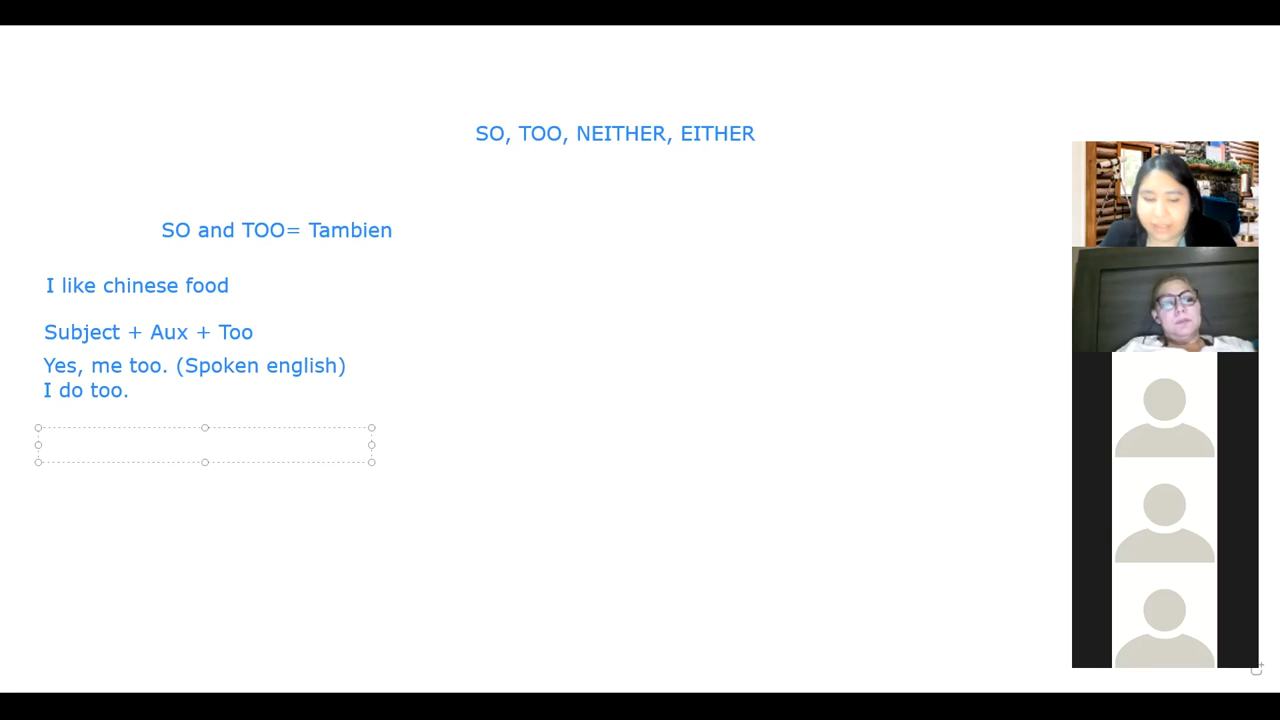 SO, TOO, NEITHER, EITHER
SO and TOO= Tambien
I like chinese food
Subject + Aux + Too
Yes, me too. (Spoken english)
I do too.